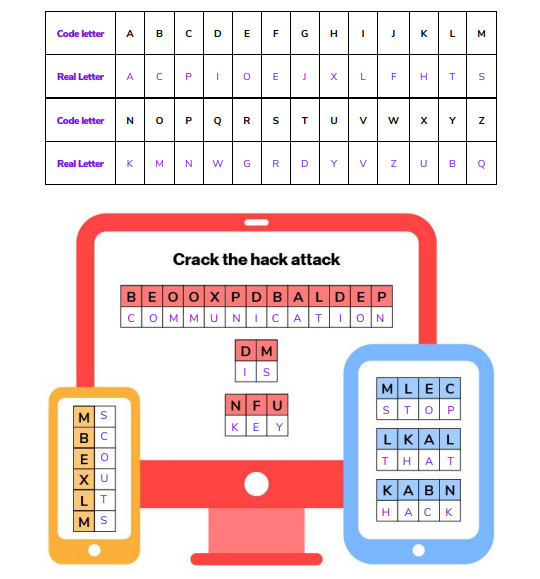 Code letter A B C D E F G H I J K L M
Real Letter A C P I O E J X L F H T S
Code letter N O P Q R S T U V W X Y Z
Real Letter K M N W G R D Y V Z U B Q
Crack the hack attack
B E O O X P D B A L D E P
C O M M U N I C A T I O N
D M
I S
N F U
K E Y
M S
B C
E O
X U
L T
M S
M L E C
S T O P
L K A L
T H A T
K A B N
H A C K